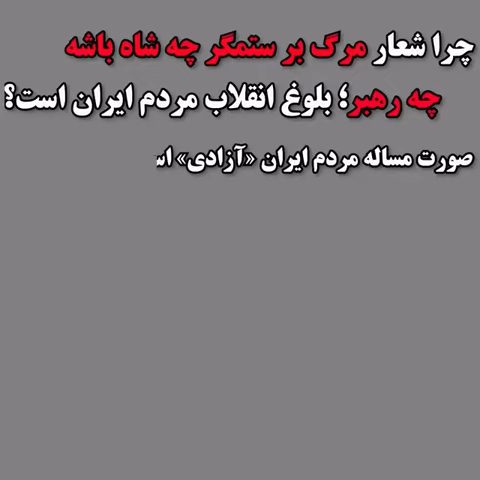 چرا شعار مرگ بر ستمگر چه شاه باشه
چه رهبر؛ بلوغ انقلاب مردم ایران است؟
صورت مساله مردم ایران «آزادی»